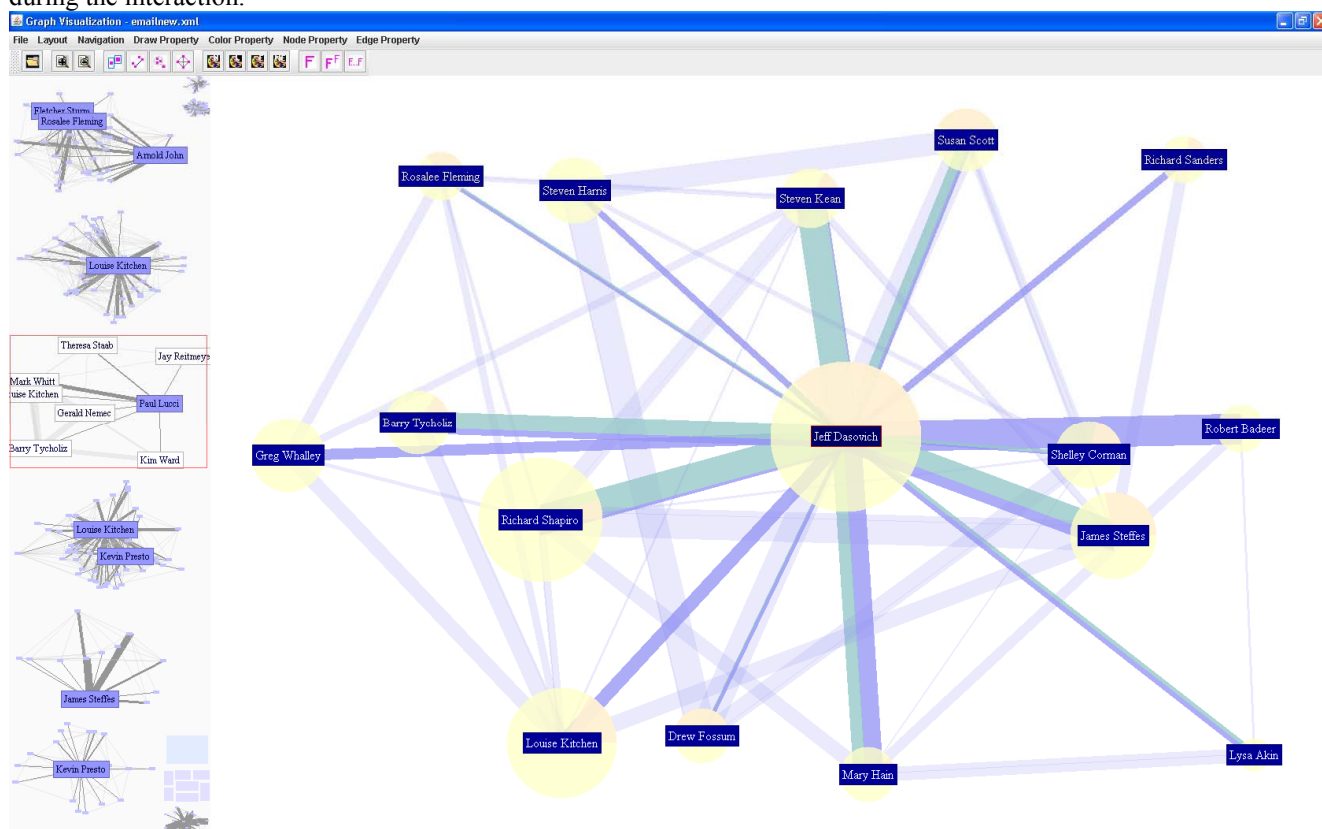 during the interaction.
Graph Visualization - emailnew.xml
File Layout Navigation Draw Property Color Property Node Property Edge Property
F FF E..F
Fletcher Sturm
Rosalee Fleming
Arnold John
Louise Kitchen
Theresa Staab
Jay Reitmeye
Mark Whitt
uise Kitchen
Paul Lucci
Gerald Nemec
Barry Tycholiz
Kim Ward
Louise Kitchen
Kevin Presto
James Steffes
Kevin Presto
Susan Scott
Richard Sanders
Rosalee Fleming
Steven Harris
Steven Kean
Barry Tycholiz
Jeff Dasovich
Robert Badeer
Greg Whalley
Shelley Corman
Richard Shapiro
James Steffes
Louise Kitchen
Drew Fossum
Mary Hain
Lysa Akin